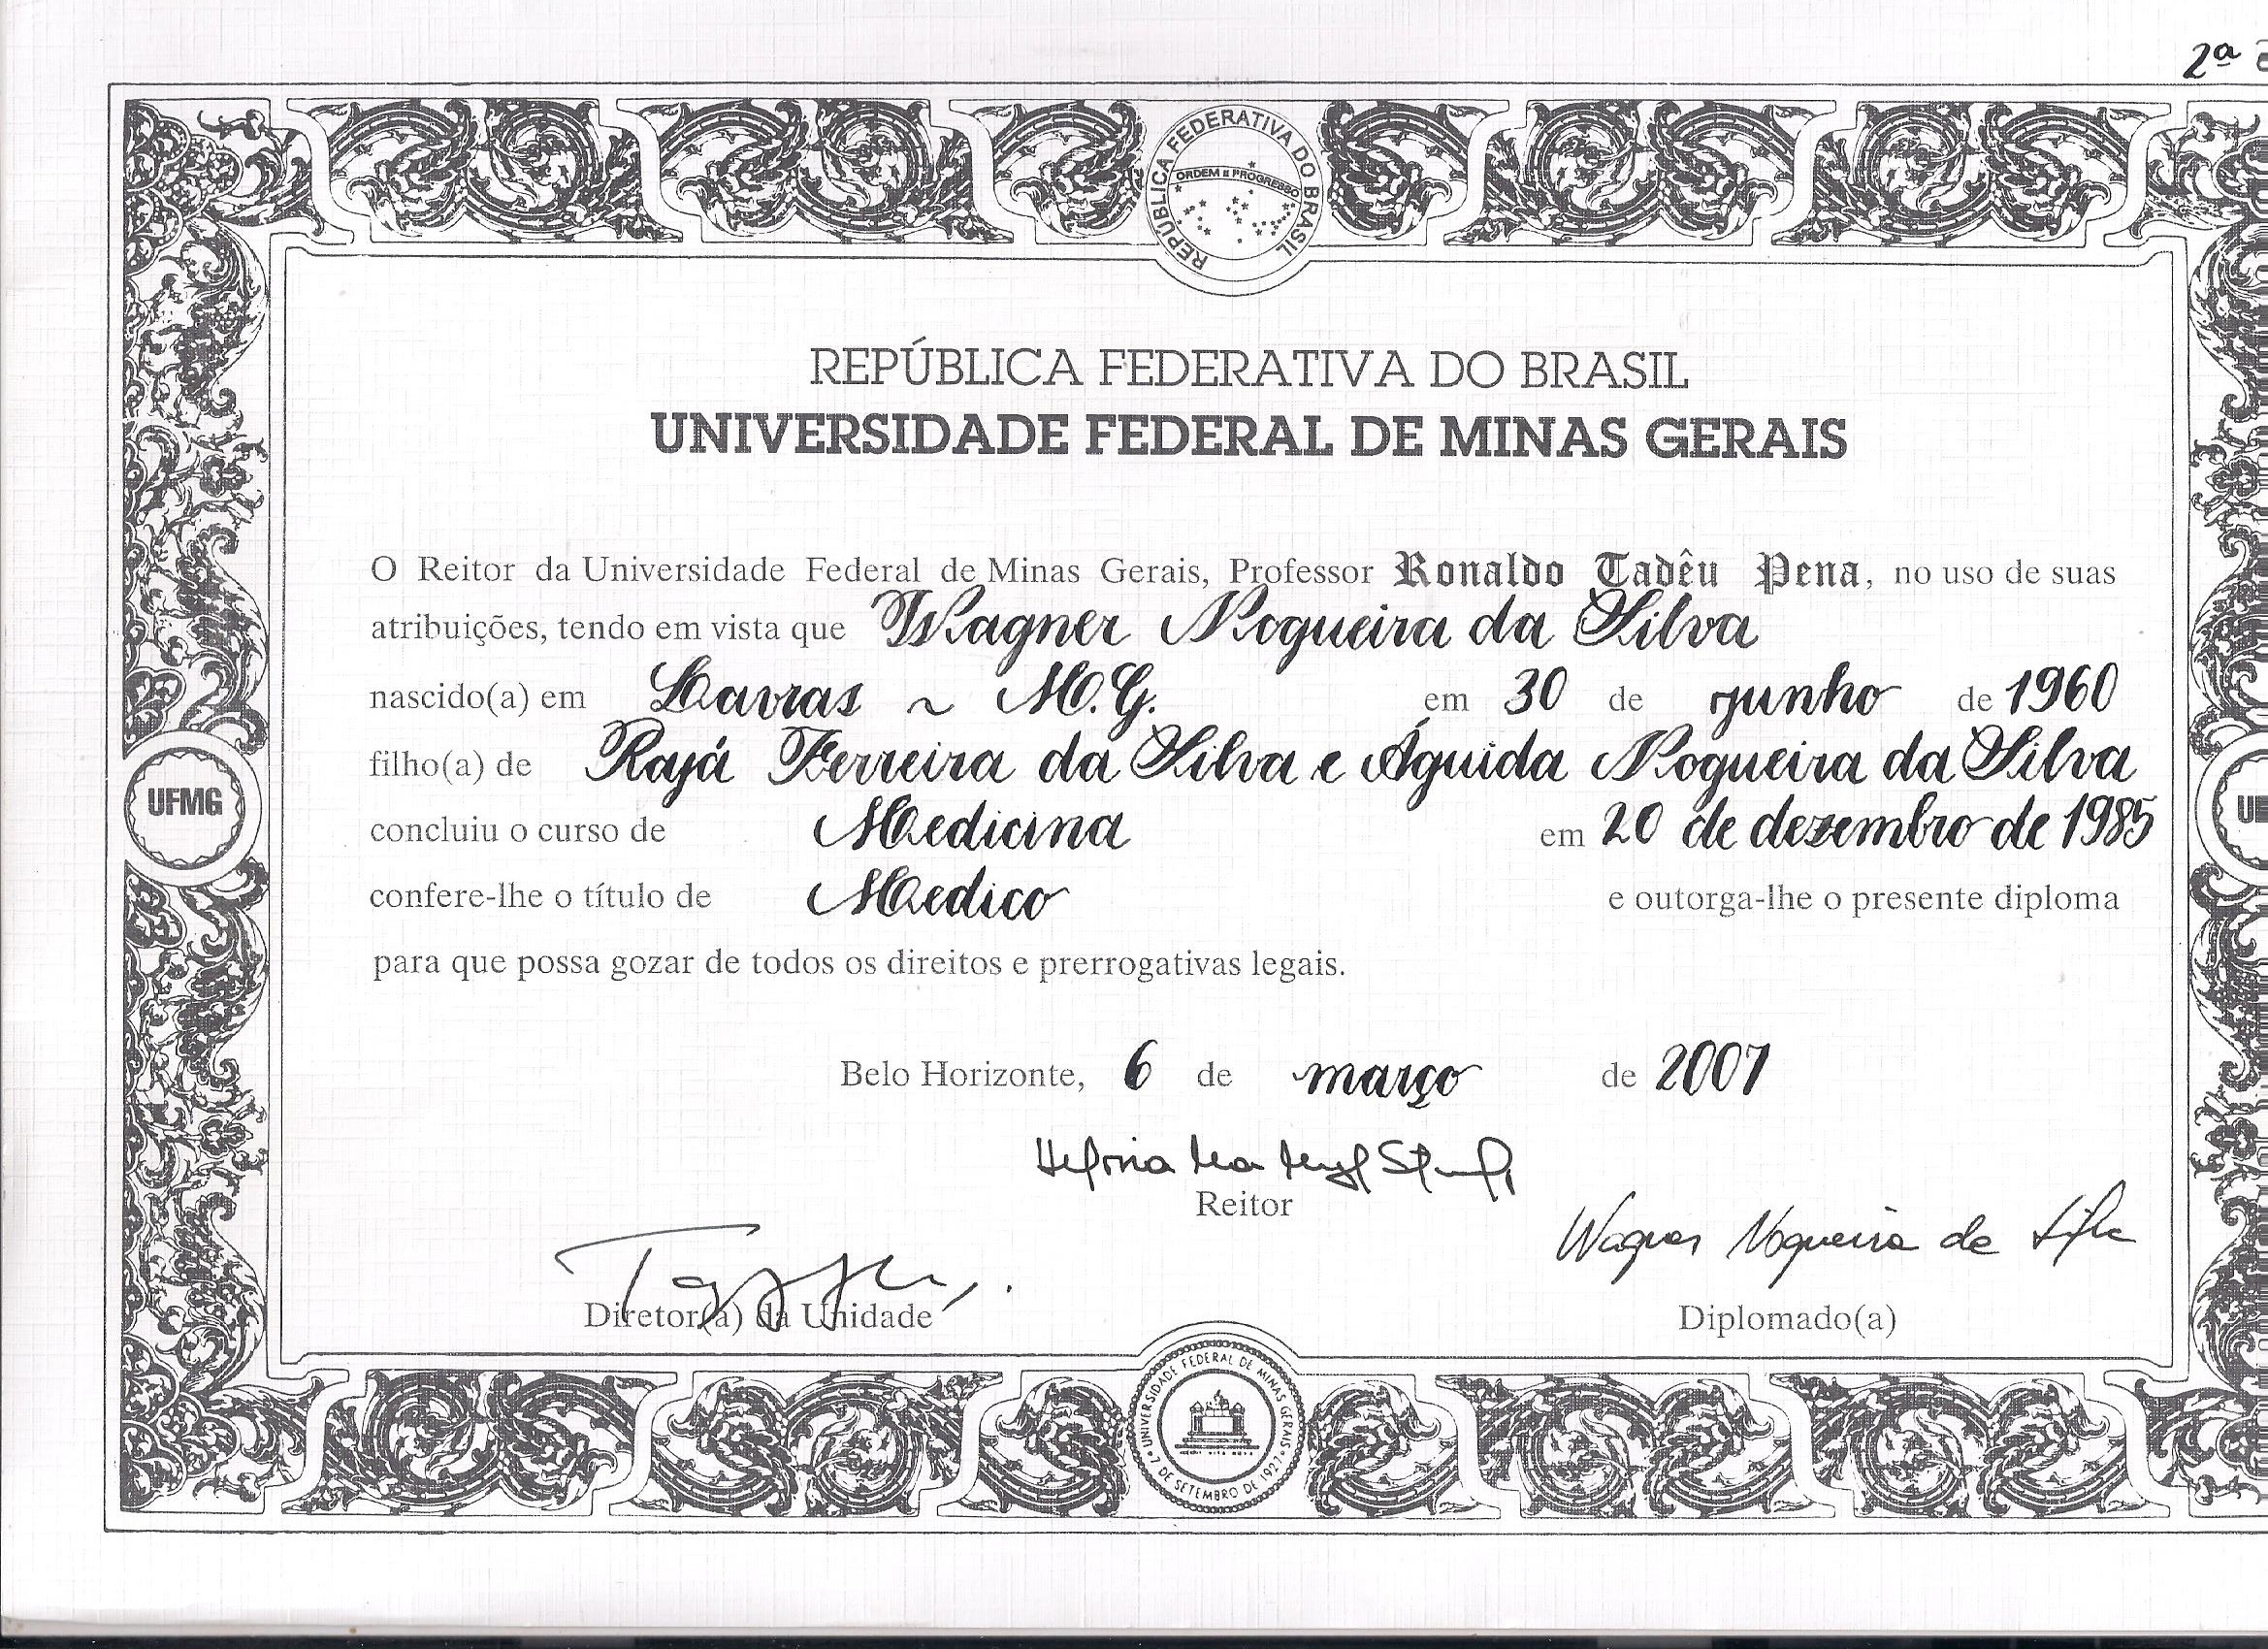 2ª
REPÚBLICA FEDERATIVA DO BRASIL
ORDEM E PROGRESSO
REPÚBLICA FEDERATIVA DO BRASIL
UNIVERSIDADE FEDERAL DE MINAS GERAIS
O Reitor da Universidade Federal de Minas Gerais, Professor Ronaldo Tadêu Pena, no uso de suas
atribuições, tendo em vista que Wagner Nogueira da Silva
nascido(a) em Lavras ~ M.G. em 30 de junho de 1960
filho(a) de Rajá Ferreira da Silva e Águida Nogueira da Silva
UFMG
concluiu o curso de Medicina em 20 de dezembro de 1985
confere-lhe o título de Medico e outorga-lhe o presente diploma
para que possa gozar de todos os direitos e prerrogativas legais.
Belo Horizonte, 6 de março de 2007
Reitor
Wagner Nogueira da Silva
Diretor(a) da Unidade Diplomado(a)
UNIVERSIDADE FEDERAL DE MINAS GERAIS
7 DE SETEMBRO DE 1927